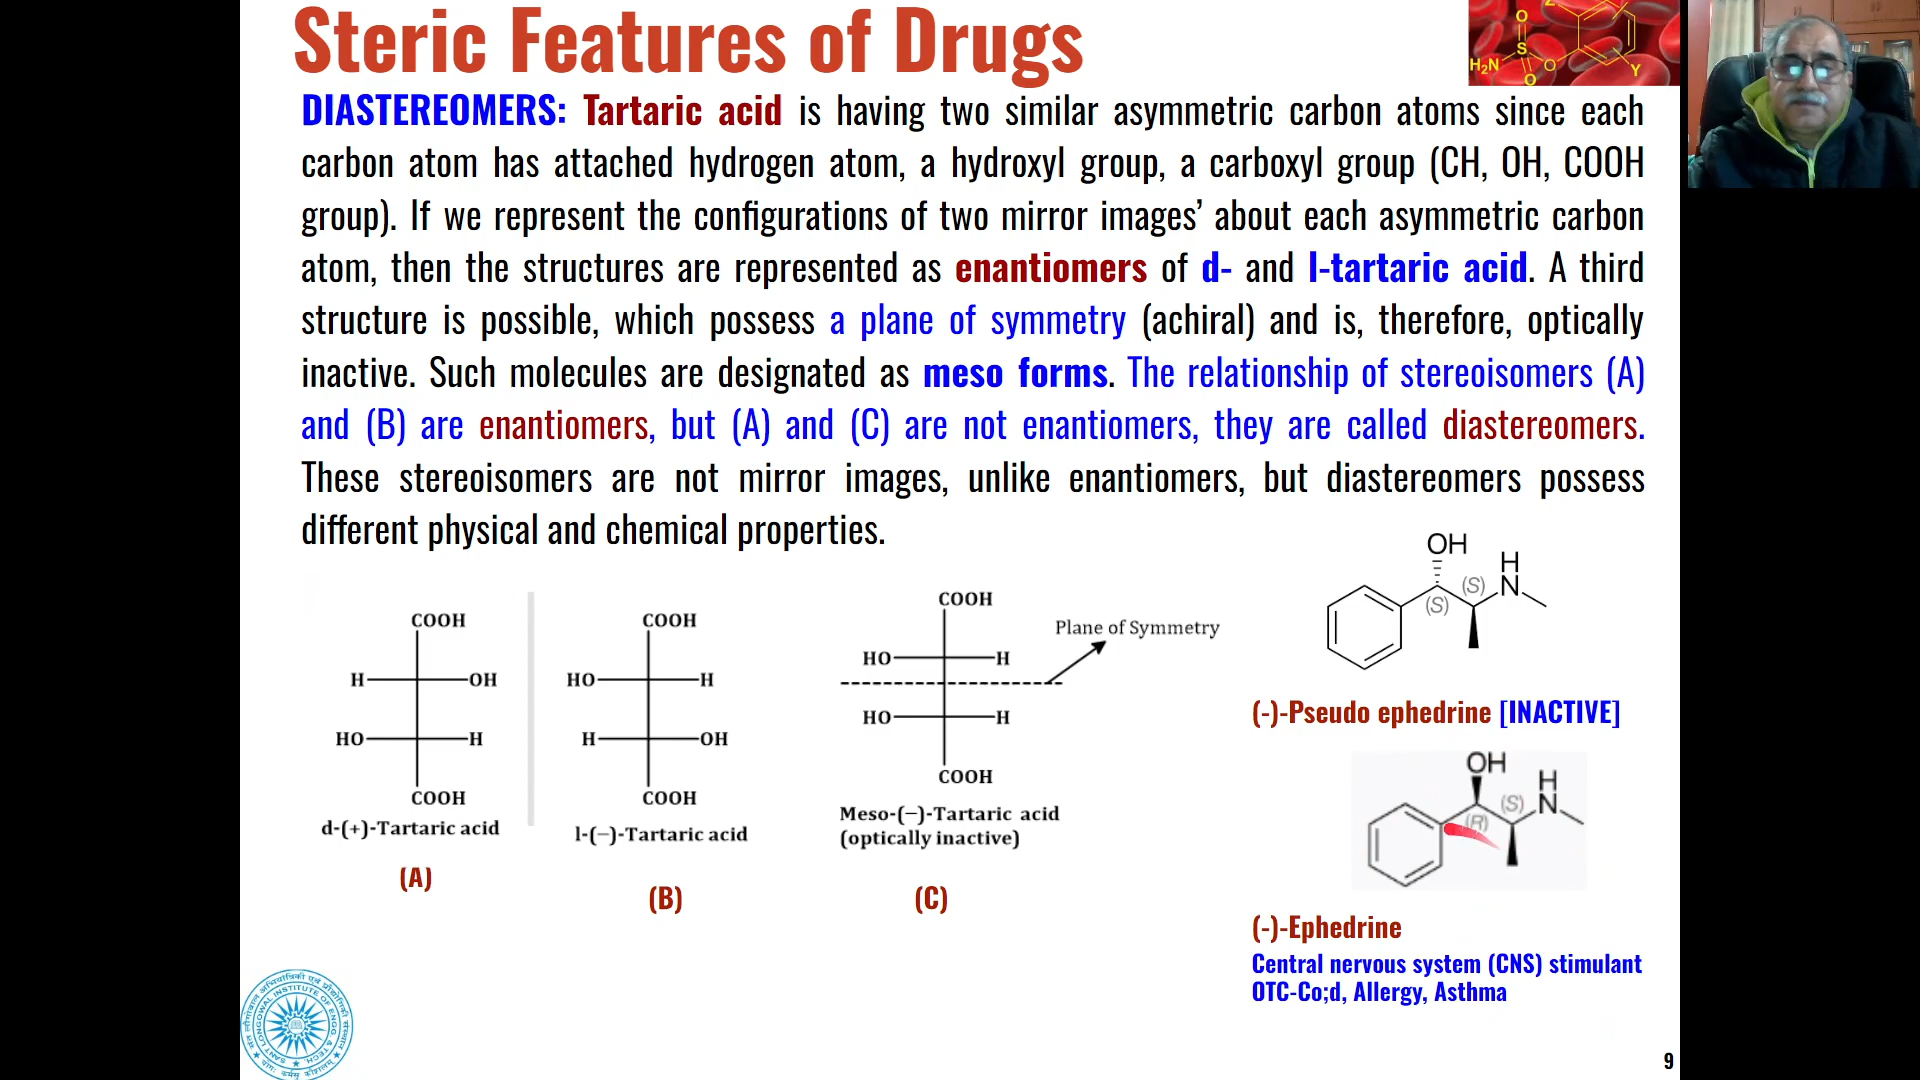 Steric Features of Drugs
H₂N
O
S
O
O
Z
Y
DIASTEREOMERS: Tartaric acid is having two similar asymmetric carbon atoms since each
carbon atom has attached hydrogen atom, a hydroxyl group, a carboxyl group (CH, OH, COOH
group). If we represent the configurations of two mirror images’ about each asymmetric carbon
atom, then the structures are represented as enantiomers of d- and l-tartaric acid. A third
structure is possible, which possess a plane of symmetry (achiral) and is, therefore, optically
inactive. Such molecules are designated as meso forms. The relationship of stereoisomers (A)
and (B) are enantiomers, but (A) and (C) are not enantiomers, they are called diastereomers.
These stereoisomers are not mirror images, unlike enantiomers, but diastereomers possess
different physical and chemical properties.
COOH
H OH
HO H
COOH
d-(+)-Tartaric acid
(A)
COOH
HO H
H OH
COOH
l-(−)-Tartaric acid
(B)
COOH
Plane of Symmetry
HO H
HO H
COOH
Meso-(−)-Tartaric acid
(optically inactive)
(C)
OH
H
N
(S)
(S)
(-)-Pseudo ephedrine [INACTIVE]
OH
H
N
(S)
(R)
(-)-Ephedrine
Central nervous system (CNS) stimulant
OTC-Co;d, Allergy, Asthma
SANT LONGOWAL INSTITUTE OF ENGG. & TECH.
9